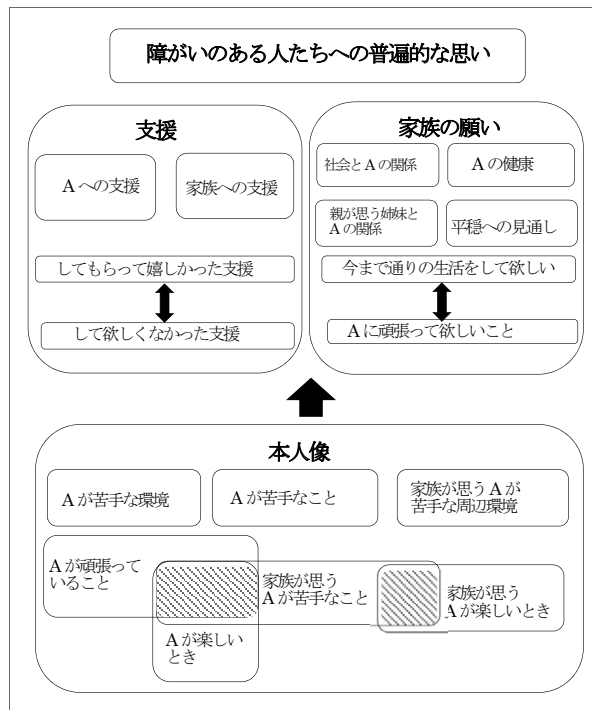 障がいのある人たちへの普遍的な思い
支援
Aへの支援
家族への支援
してもらって嬉しかった支援
して欲しくなかった支援
家族の願い
社会とAの関係
Aの健康
親が思う姉妹と
Aの関係
平穏への見通し
今まで通りの生活をして欲しい
Aに頑張って欲しいこと
本人像
Aが苦手な環境
Aが苦手なこと
家族が思うAが
苦手な周辺環境
Aが頑張って
いること
家族が思う
Aが苦手なこと
家族が思う
Aが楽しいとき
Aが楽しい
とき